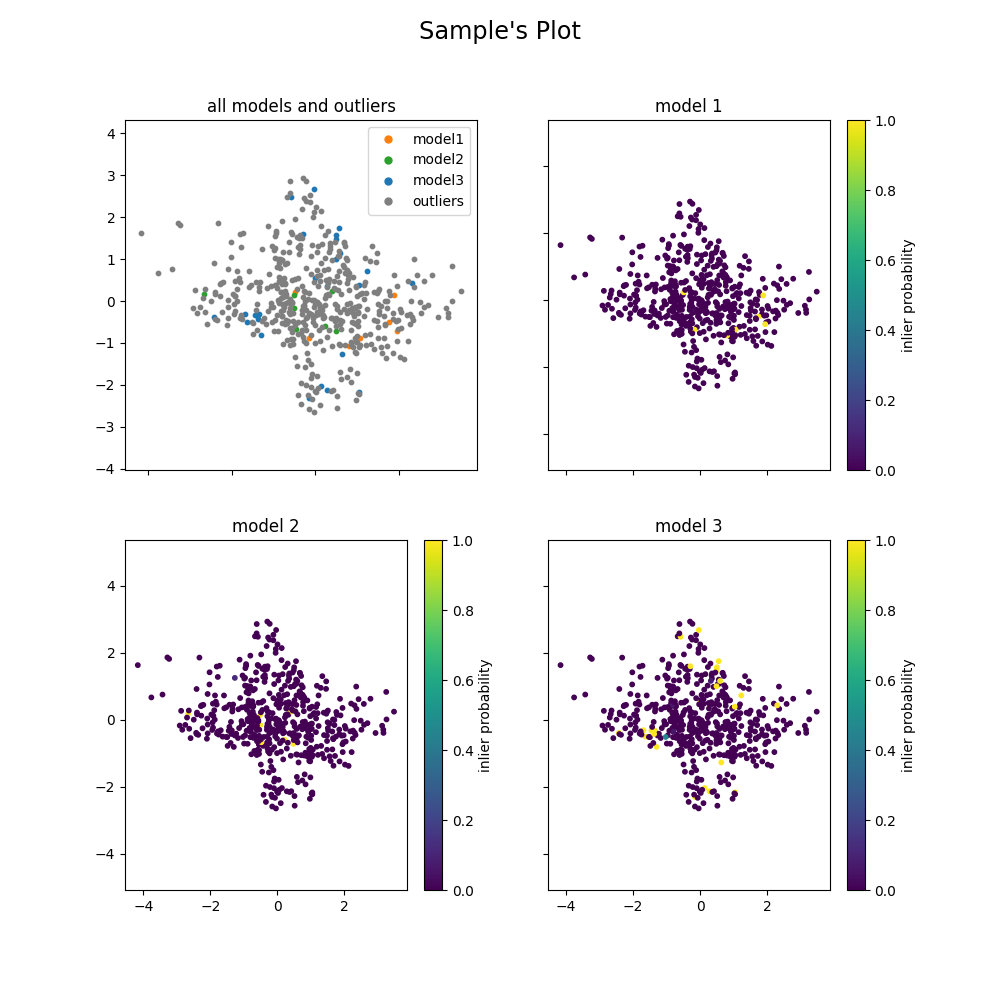 Sample's Plot
all models and outliers
4
3
2
1
0
−1
−2
−3
−4
model1
model2
model3
outliers
model 1
1.0
0.8
0.6
0.4
0.2
0.0
inlier probability
model 2
4
2
0
−2
−4
−4 −2 0 2
1.0
0.8
0.6
0.4
0.2
0.0
inlier probability
model 3
−4 −2 0 2
1.0
0.8
0.6
0.4
0.2
0.0
inlier probability